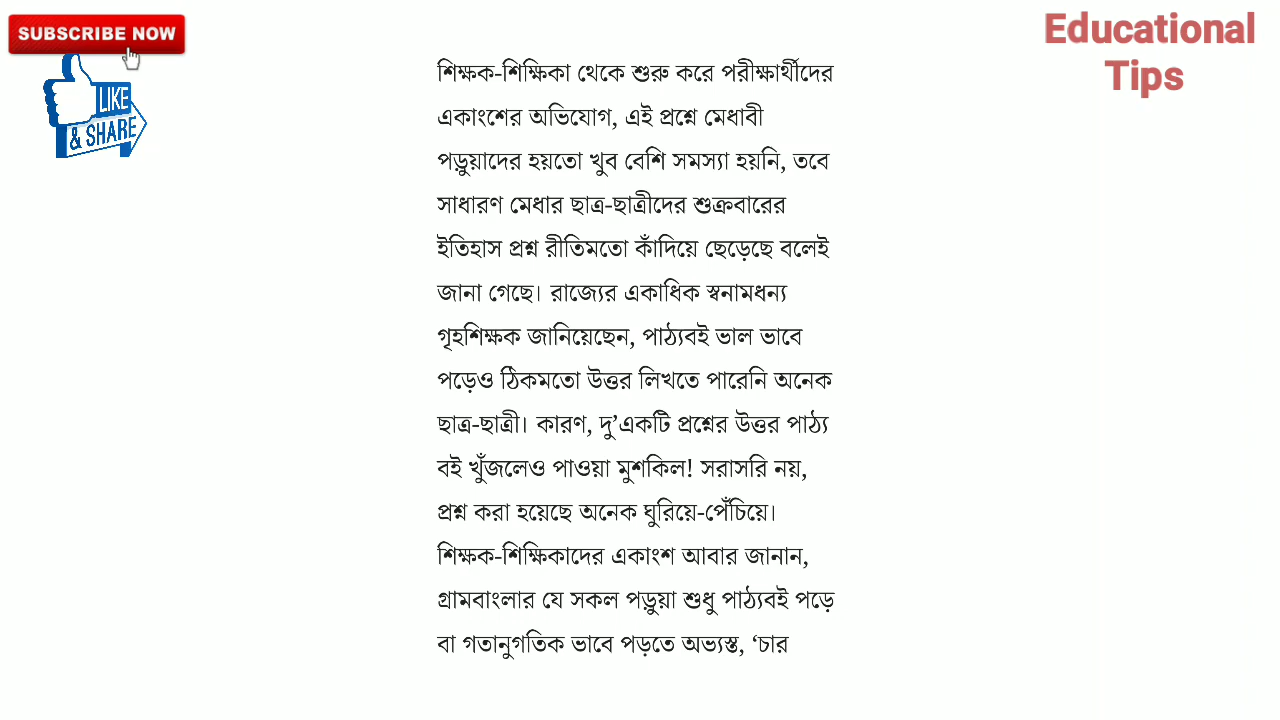 SUBSCRIBE NOW
LIKE
& SHARE
Educational
Tips
শিক্ষক-শিক্ষিকা থেকে শুরু করে পরীক্ষার্থীদের
একাংশের অভিযোগ, এই প্রশ্নে মেধাবী
পড়ুয়াদের হয়তো খুব বেশি সমস্যা হয়নি, তবে
সাধারণ মেধার ছাত্র-ছাত্রীদের শুক্রবারের
ইতিহাস প্রশ্ন রীতিমতো কাঁদিয়ে ছেড়েছে বলেই
জানা গেছে। রাজ্যের একাধিক স্বনামধন্য
গৃহশিক্ষক জানিয়েছেন, পাঠ্যবই ভাল ভাবে
পড়েও ঠিকমতো উত্তর লিখতে পারেনি অনেক
ছাত্র-ছাত্রী। কারণ, দু’একটি প্রশ্নের উত্তর পাঠ্য
বই খুঁজলেও পাওয়া মুশকিল! সরাসরি নয়,
প্রশ্ন করা হয়েছে অনেক ঘুরিয়ে-পেঁচিয়ে।
শিক্ষক-শিক্ষিকাদের একাংশ আবার জানান,
গ্রামবাংলার যে সকল পড়ুয়া শুধু পাঠ্যবই পড়ে
বা গতানুগতিক ভাবে পড়তে অভ্যস্ত, ‘চার